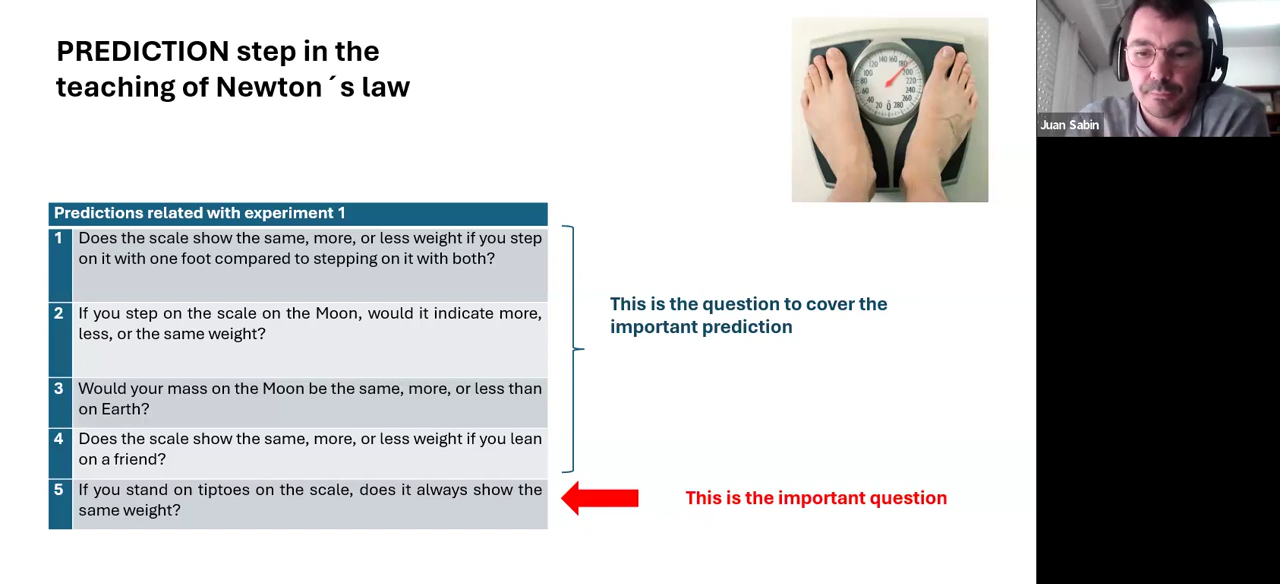 PREDICTION step in the
teaching of Newton ´s law
Juan Sabin
Predictions related with experiment 1
1 Does the scale show the same, more, or less weight if you step
on it with one foot compared to stepping on it with both?
2 If you step on the scale on the Moon, would it indicate more,
less, or the same weight?
3 Would your mass on the Moon be the same, more, or less than
on Earth?
4 Does the scale show the same, more, or less weight if you lean
on a friend?
5 If you stand on tiptoes on the scale, does it always show the
same weight?
This is the question to cover the
important prediction
This is the important question